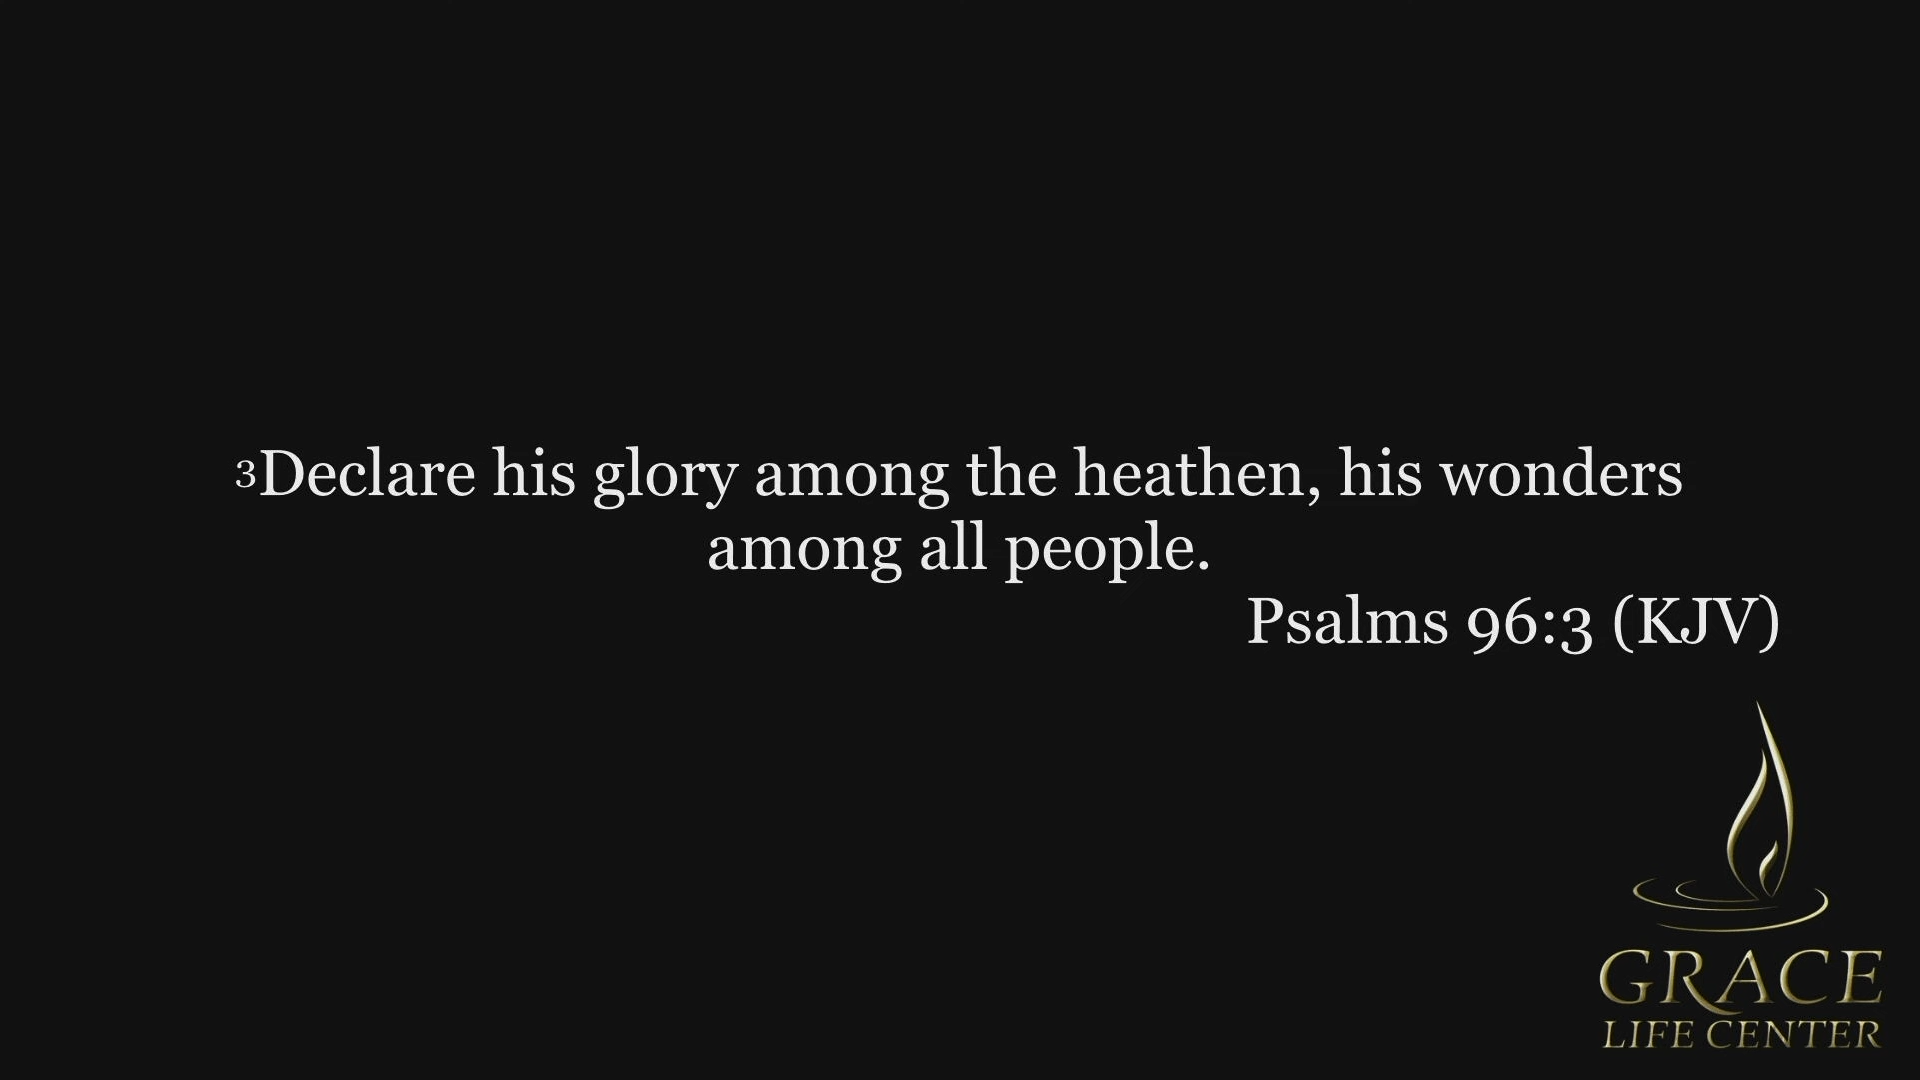 ³Declare his glory among the heathen, his wonders
among all people.
Psalms 96:3 (KJV)
GRACE
LIFE CENTER